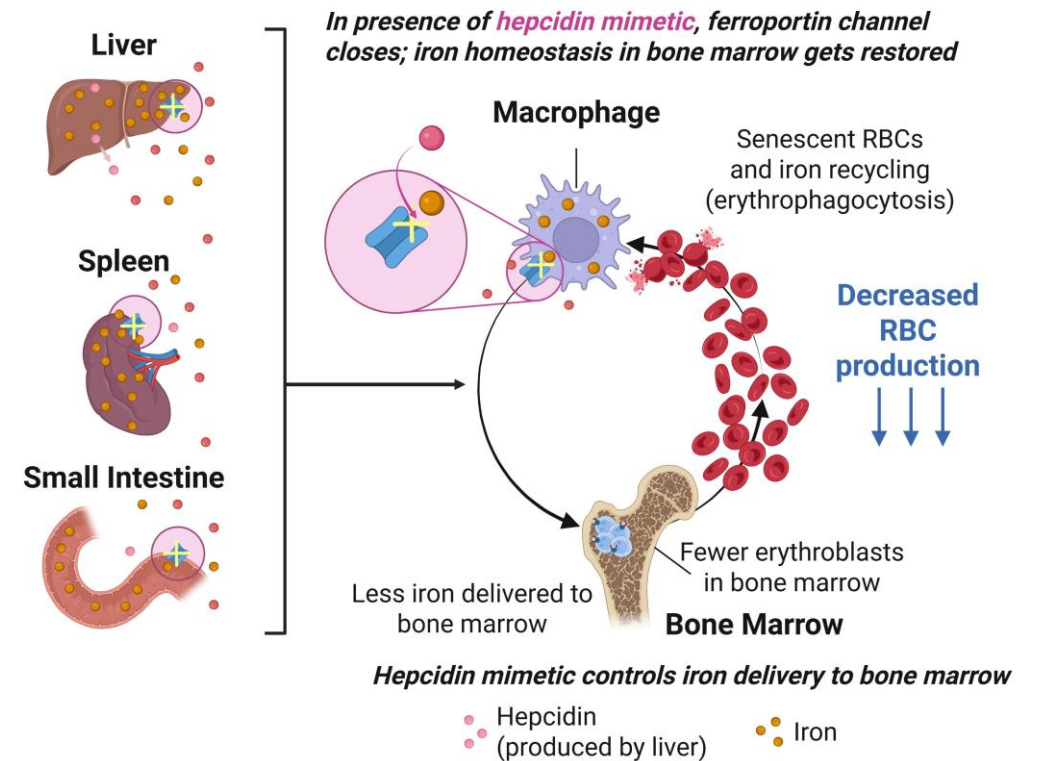 In presence of hepcidin mimetic, ferroportin channel
closes; iron homeostasis in bone marrow gets restored
Liver
Macrophage
Senescent RBCs
and iron recycling
(erythrophagocytosis)
Spleen
Decreased
RBC
production
Small Intestine
Fewer erythroblasts
in bone marrow
Less iron delivered to
bone marrow
Bone Marrow
Hepcidin mimetic controls iron delivery to bone marrow
Hepcidin
(produced by liver)
Iron